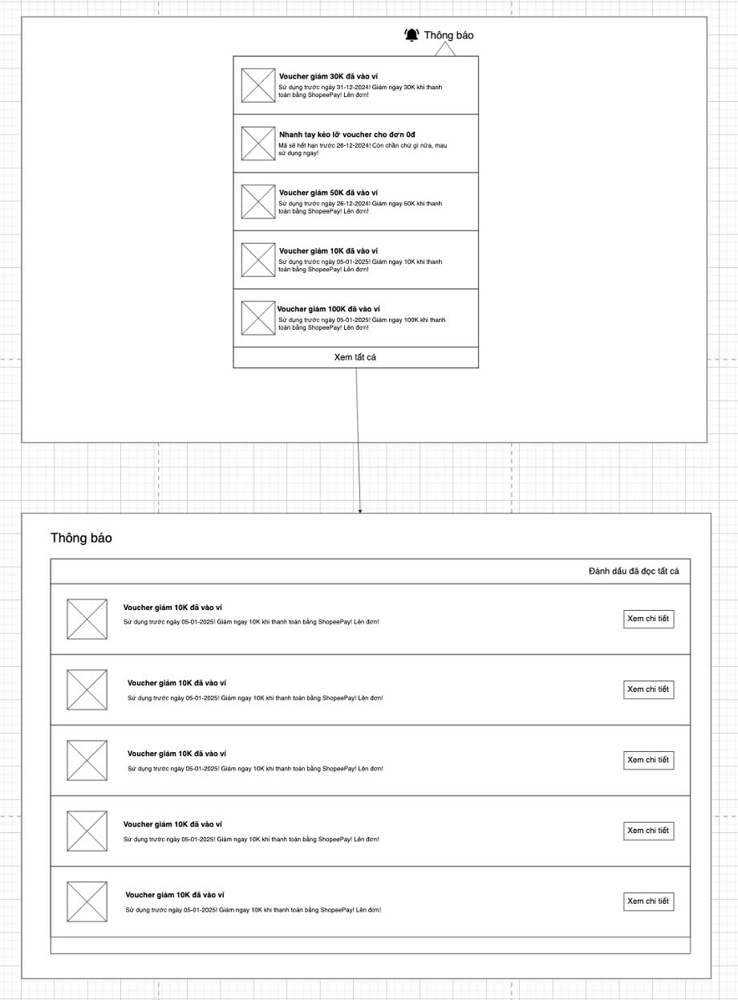 Thông báo
Voucher giảm 30K đã vào ví
Sử dụng trước ngày 31-12-2024! Giảm ngay 30K khi thanh
toán bằng ShopeePay! Lên đơn!
Nhanh tay kẻo lỡ voucher cho đơn 0đ
Mã sẽ hết hạn trước 26-12-2024! Còn chần chừ gì nữa, mau
sử dụng ngay!
Voucher giảm 50K đã vào ví
Sử dụng trước ngày 26-12-2024! Giảm ngay 50K khi thanh
toán bằng ShopeePay! Lên đơn!
Voucher giảm 10K đã vào ví
Sử dụng trước ngày 05-01-2025! Giảm ngay 10K khi thanh
toán bằng ShopeePay! Lên đơn!
Voucher giảm 100K đã vào ví
Sử dụng trước ngày 05-01-2025! Giảm ngay 100K khi thanh
toán bằng ShopeePay! Lên đơn!
Xem tất cả
Thông báo
Đánh dấu đã đọc tất cả
Voucher giảm 10K đã vào ví
Sử dụng trước ngày 05-01-2025! Giảm ngay 10K khi thanh toán bằng ShopeePay! Lên đơn!
Xem chi tiết
Voucher giảm 10K đã vào ví
Sử dụng trước ngày 05-01-2025! Giảm ngay 10K khi thanh toán bằng ShopeePay! Lên đơn!
Xem chi tiết
Voucher giảm 10K đã vào ví
Sử dụng trước ngày 05-01-2025! Giảm ngay 10K khi thanh toán bằng ShopeePay! Lên đơn!
Xem chi tiết
Voucher giảm 10K đã vào ví
Sử dụng trước ngày 05-01-2025! Giảm ngay 10K khi thanh toán bằng ShopeePay! Lên đơn!
Xem chi tiết
Voucher giảm 10K đã vào ví
Sử dụng trước ngày 05-01-2025! Giảm ngay 10K khi thanh toán bằng ShopeePay! Lên đơn!
Xem chi tiết